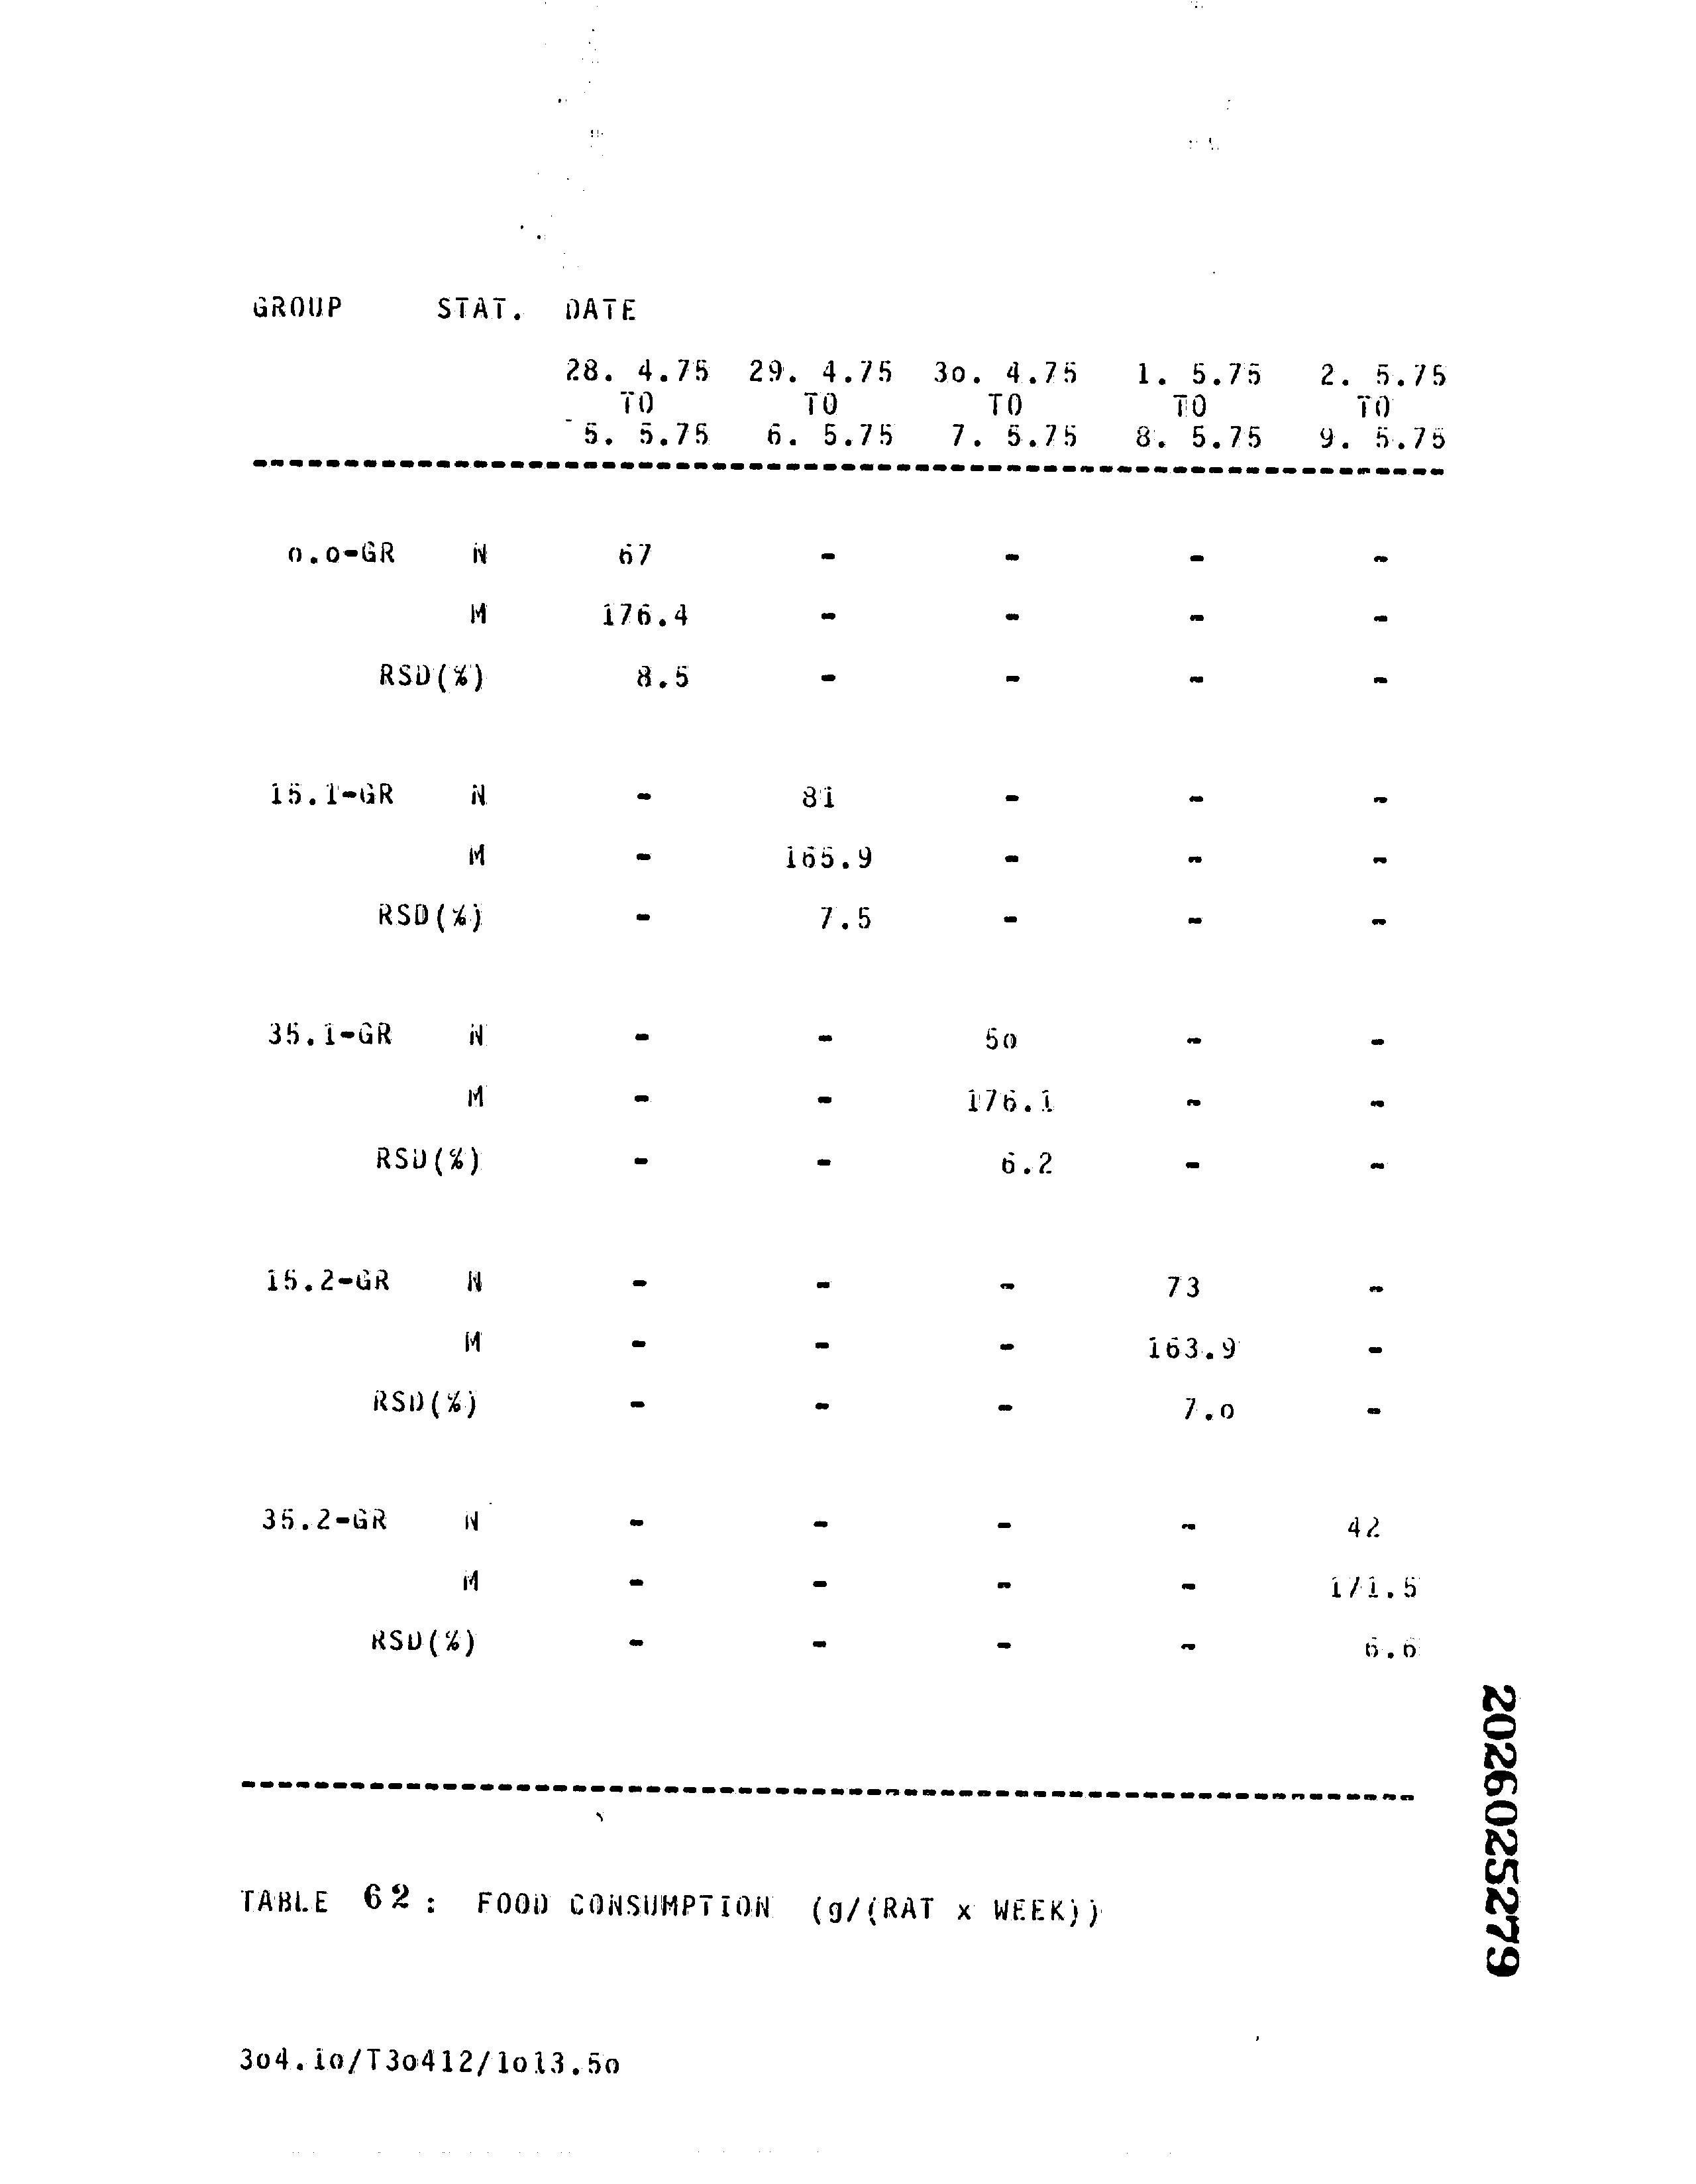 GROUP STAT. DATE
28. 4.75 29. 4.75 3o. 4.75 1. 5.75 2. 5.75
TO TO TO TO TO
5. 5.75 6. 5.75 7. 5.75 8. 5.75 9. 5.75
o.o-GR N 67 - - - -
M 176.4 - - - -
RSD(%) 8.5 - - - -
15.1-GR N - 81 - - -
M - 165.9 - - -
RSD(%) - 7.5 - - -
35.1-GR N - - 5o - -
M - - 176.1 - -
RSD(%) - - 6.2 - -
15.2-GR N - - - 73 -
M - - - 163.9 -
RSD(%) - - - 7.o -
35.2-GR N - - - - 42
M - - - - 171.5
RSD(%) - - - - 6.6
TABLE 62: FOOD CONSUMPTION (g/(RAT x WEEK))
3o4.1o/T3o412/1o13.5o
2026025279